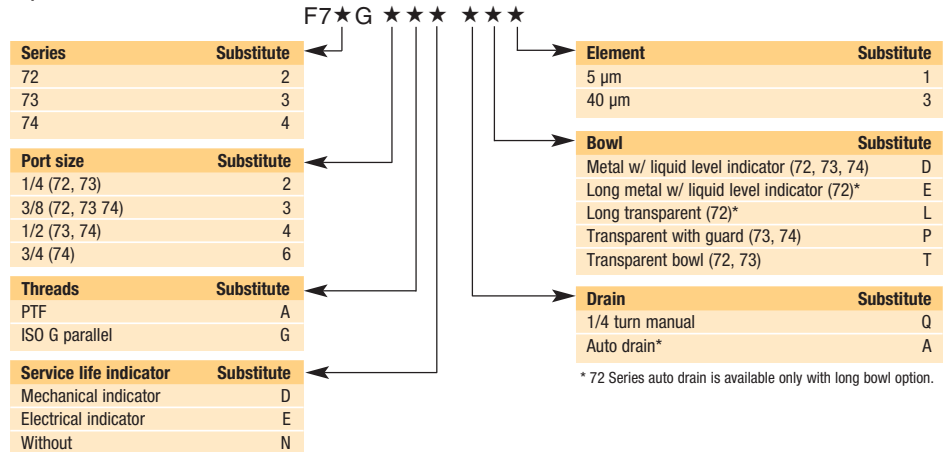 F7★G ★★★ ★★★
Series Substitute
72 2
73 3
74 4
Port size Substitute
1/4 (72, 73) 2
3/8 (72, 73 74) 3
1/2 (73, 74) 4
3/4 (74) 6
Threads Substitute
PTF A
ISO G parallel G
Service life indicator Substitute
Mechanical indicator D
Electrical indicator E
Without N
Element Substitute
5 µm 1
40 µm 3
Bowl Substitute
Metal w/ liquid level indicator (72, 73, 74) D
Long metal w/ liquid level indicator (72)* E
Long transparent (72)* L
Transparent with guard (73, 74) P
Transparent bowl (72, 73) T
Drain Substitute
1/4 turn manual Q
Auto drain* A
* 72 Series auto drain is available only with long bowl option.